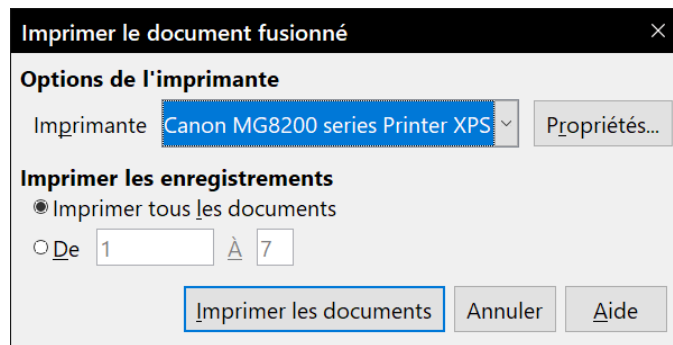 Imprimer le document fusionné
Options de l'imprimante
Imprimante Canon MG8200 series Printer XPS Propriétés...
Imprimer les enregistrements
Imprimer tous les documents
De 1 À 7
Imprimer les documents Annuler Aide